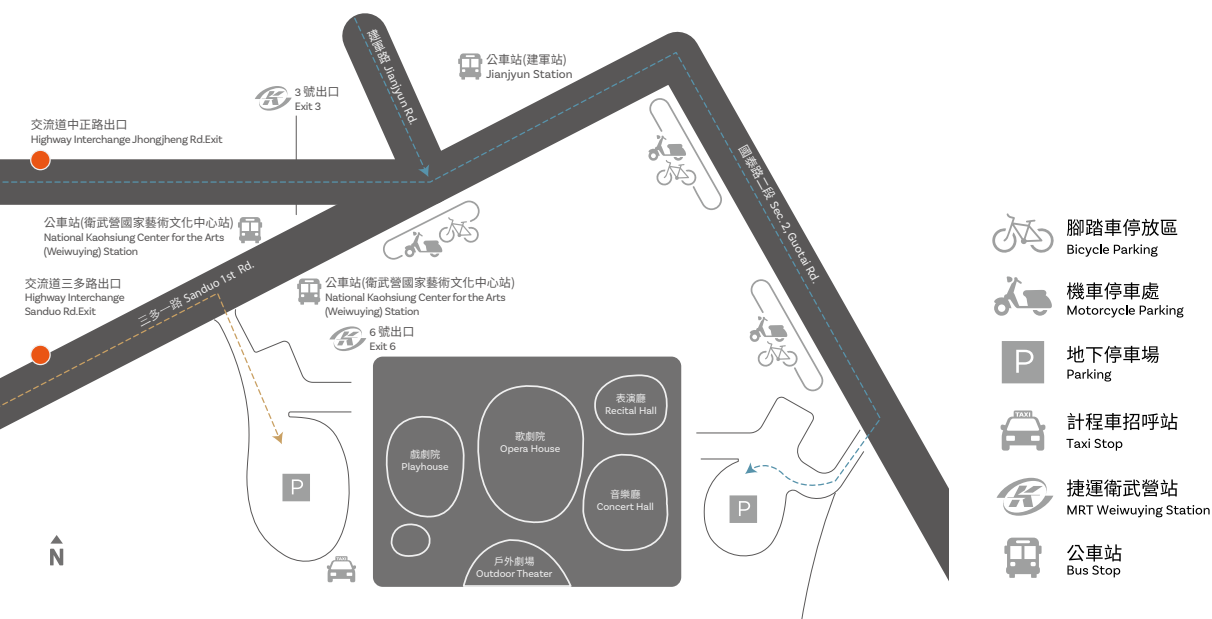 建軍路 Jianjyun Rd.
公車站(建軍站)
Jianjyun Station
3 號出口
Exit 3
交流道中正路出口
Highway Interchange Jhongjheng Rd.Exit
國泰路二段 Sec. 2, Guotai Rd.
公車站(衛武營國家藝術文化中心站)
National Kaohsiung Center for the Arts
(Weiwuying) Station
交流道三多路出口
Highway Interchange
Sanduo Rd.Exit
三多一路 Sanduo 1st Rd.
公車站(衛武營國家藝術文化中心站)
National Kaohsiung Center for the Arts
(Weiwuying) Station
6 號出口
Exit 6
表演廳
Recital Hall
歌劇院
Opera House
戲劇院
Playhouse
音樂廳
Concert Hall
戶外劇場
Outdoor Theater
P
P
TAXI
N
腳踏車停放區
Bicycle Parking
機車停車處
Motorcycle Parking
P
地下停車場
Parking
TAXI
計程車招呼站
Taxi Stop
捷運衛武營站
MRT Weiwuying Station
公車站
Bus Stop